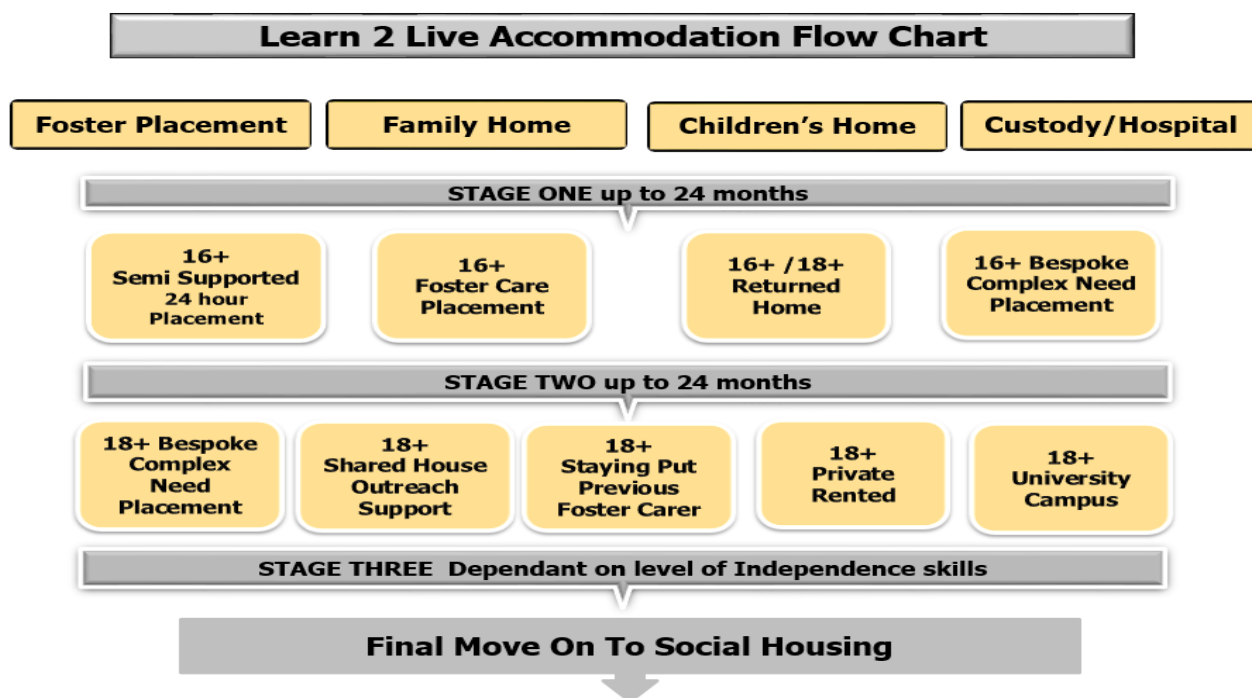 Learn 2 Live Accommodation Flow Chart
Foster Placement
Family Home
Children's Home
Custody/Hospital
STAGE ONE up to 24 months
16+
Semi Supported
24 hour
Placement
16+
Foster Care
Placement
16+ /18+
Returned
Home
16+ Bespoke
Complex Need
Placement
STAGE TWO up to 24 months
18+ Bespoke
Complex
Need
Placement
18+
Shared House
Outreach
Support
18+
Staying Put
Previous
Foster Carer
18+
Private
Rented
18+
University
Campus
STAGE THREE Dependant on level of Independence skills
Final Move On To Social Housing